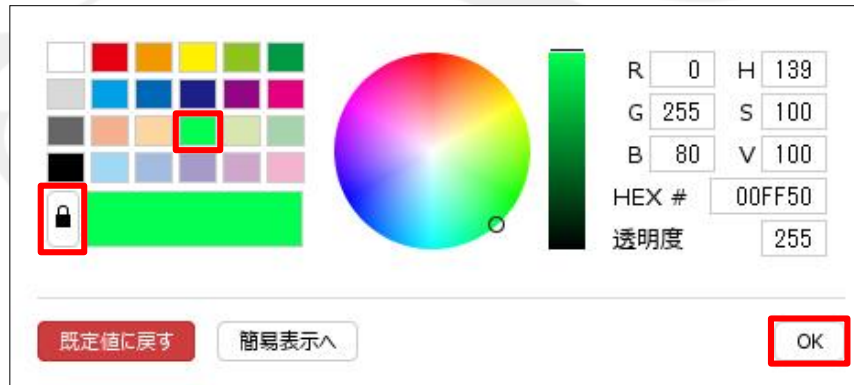 R 0 H 139
G 255 S 100
B 80 V 100
HEX # 00FF50
透明度 255
既定値に戻す 簡易表示へ OK